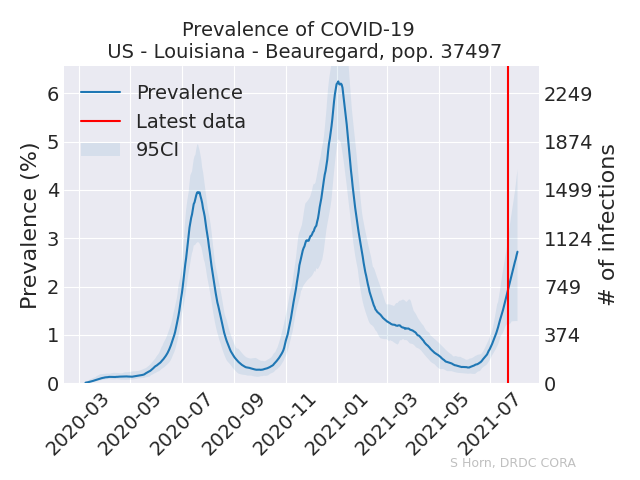 Prevalence of COVID-19
US - Louisiana - Beauregard, pop. 37497
Prevalence
Latest data
95CI
Prevalence (%)
6
5
4
3
2
1
0
2249
1874
1499
1124
749
374
0
# of infections
2020-03
2020-05
2020-07
2020-09
2020-11
2021-01
2021-03
2021-05
2021-07
S Horn, DRDC CORA